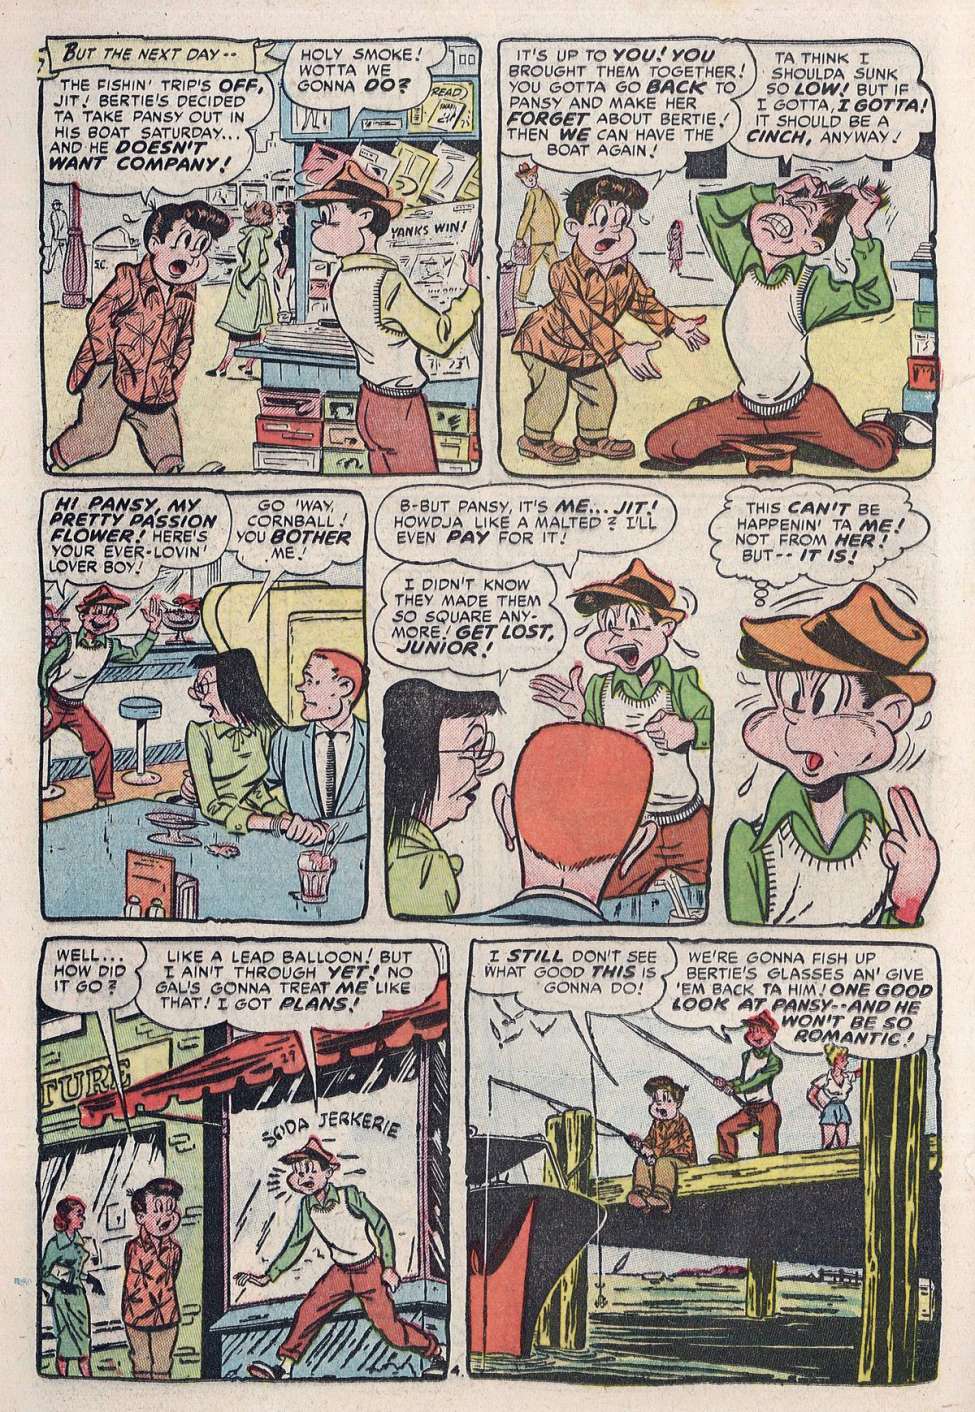 BUT THE NEXT DAY--
THE FISHIN' TRIP'S OFF,
JIT! BERTIE'S DECIDED
TA TAKE PANSY OUT IN
HIS BOAT SATURDAY...
AND HE DOESN'T
WANT COMPANY!
HOLY SMOKE!
WOTTA WE
GONNA DO?
READ
YANKS WIN!
IT'S UP TO YOU! YOU
BROUGHT THEM TOGETHER!
YOU GOTTA GO BACK TO
PANSY AND MAKE HER
FORGET ABOUT BERTIE!
THEN WE CAN HAVE THE
BOAT AGAIN!
TA THINK I
SHOULDA SUNK
SO LOW! BUT IF
I GOTTA, I GOTTA!
IT SHOULD BE A
CINCH, ANYWAY!
HI PANSY, MY
PRETTY PASSION
FLOWER! HERE'S
YOUR EVER-LOVIN'
LOVER BOY!
GO 'WAY,
CORNBALL!
YOU BOTHER
ME!
B-BUT PANSY, IT'S ME... JIT!
HOWDJA LIKE A MALTED? I'LL
EVEN PAY FOR IT!
I DIDN'T KNOW
THEY MADE THEM
SO SQUARE ANY-
MORE! GET LOST,
JUNIOR!
THIS CAN'T BE
HAPPENIN' TA ME!
NOT FROM HER!
BUT-- IT IS!
WELL...
HOW DID
IT GO?
LIKE A LEAD BALLOON! BUT
I AIN'T THROUGH YET! NO
GAL'S GONNA TREAT ME LIKE
THAT! I GOT PLANS!
TURE
29
SODA JERKERIE
I STILL DON'T SEE
WHAT GOOD THIS IS
GONNA DO!
WE'RE GONNA FISH UP
BERTIE'S GLASSES AN' GIVE
'EM BACK TA HIM! ONE GOOD
LOOK AT PANSY--AND HE
WON'T BE SO
ROMANTIC!
4.